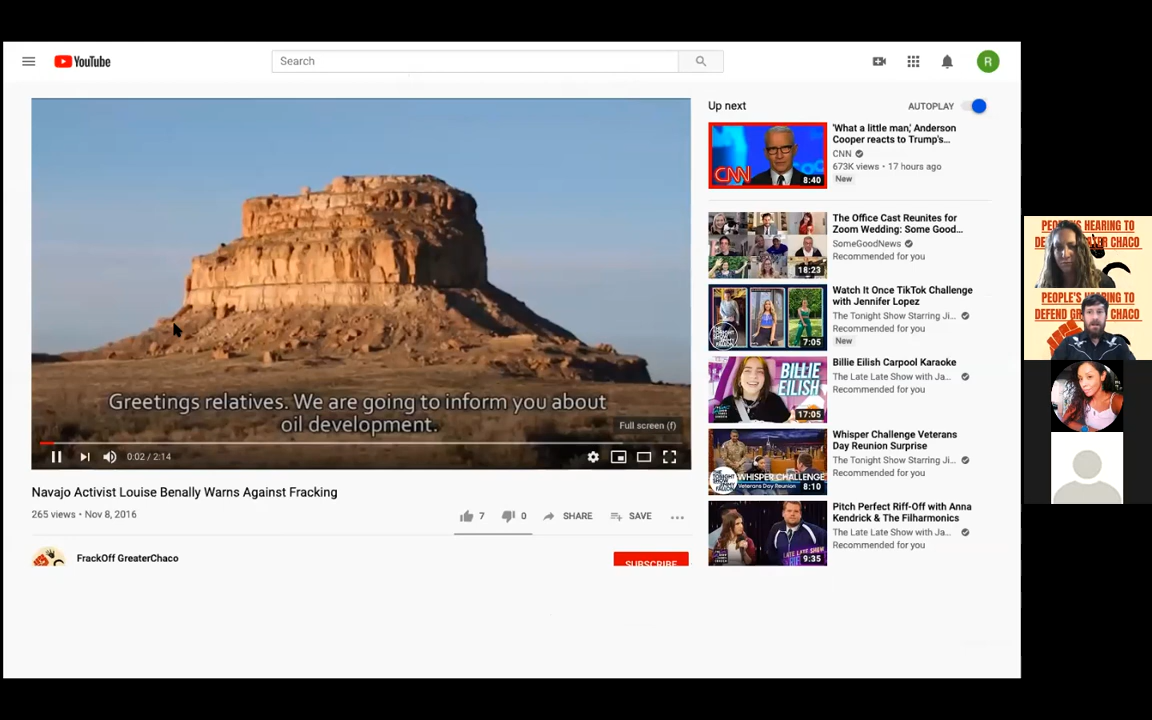 YouTube
Search
R
Greetings relatives. We are going to inform you about
oil development.
Full screen (f)
0:02 / 2:14
Navajo Activist Louise Benally Warns Against Fracking
265 views • Nov 8, 2016
7
0
SHARE
SAVE
FrackOff GreaterChaco
SUBSCRIBE
Up next
AUTOPLAY
CNN
8:40
'What a little man,' Anderson
Cooper reacts to Trump's...
CNN
673K views • 17 hours ago
New
18:23
The Office Cast Reunites for
Zoom Wedding: Some Good...
SomeGoodNews
Recommended for you
7:05
Watch It Once TikTok Challenge
with Jennifer Lopez
The Tonight Show Starring Ji...
Recommended for you
New
BILLIE
EILISH
17:05
Billie Eilish Carpool Karaoke
The Late Late Show with Ja...
Recommended for you
WHISPER CHALLENGE
Veterans Day Reunion
8:10
Whisper Challenge Veterans
Day Reunion Surprise
The Tonight Show Starring Ji...
Recommended for you
9:35
Pitch Perfect Riff-Off with Anna
Kendrick & The Filharmonics
The Late Late Show with Ja...
Recommended for you
HEARING TO
CHACO
PEOPLE'S HEARING TO
DEFEND CHACO